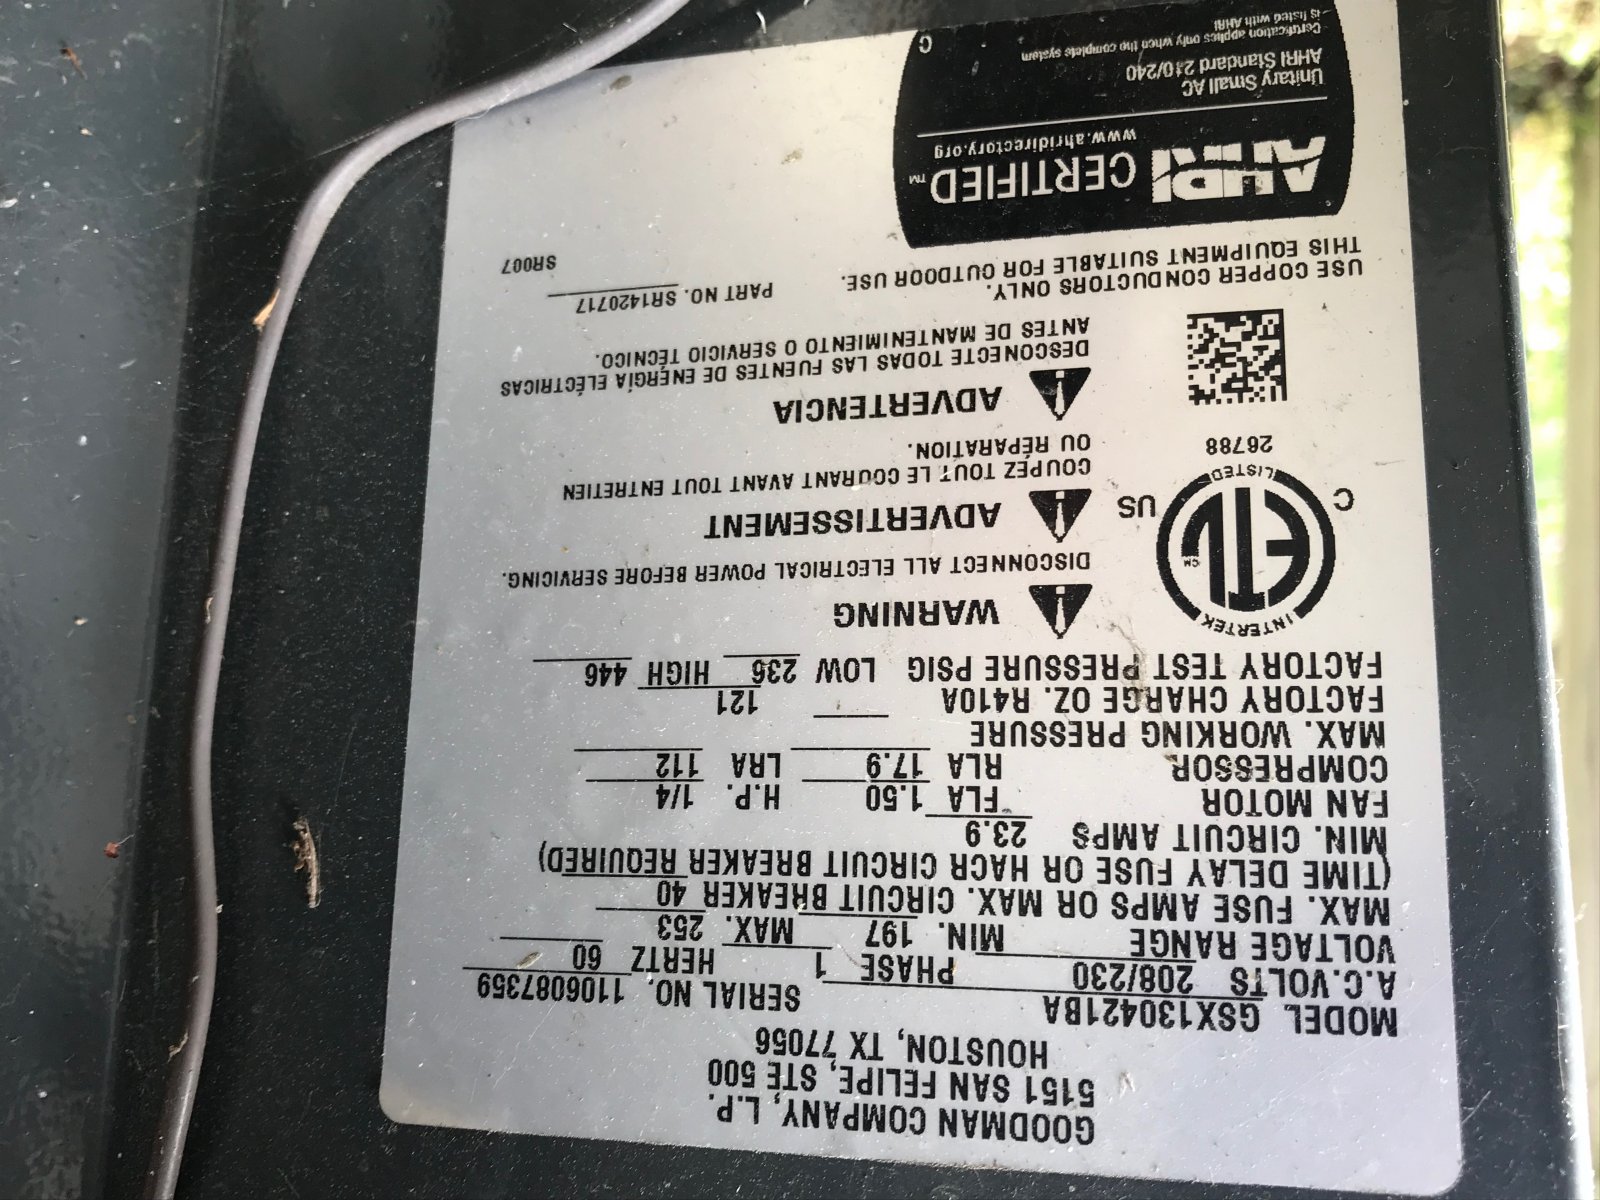 GOODMAN COMPANY, L.P.
5151 SAN FELIPE, STE 500
HOUSTON, TX 77056
MODEL GSX130421BA SERIAL NO. 1106087359
A.C.VOLTS 208/230 PHASE 1 HERTZ 60
VOLTAGE RANGE MIN. 197 MAX. 253
MAX. FUSE AMPS OR MAX. CIRCUIT BREAKER 40
(TIME DELAY FUSE OR HACR CIRCUIT BREAKER REQUIRED)
MIN. CIRCUIT AMPS 23.9
FAN MOTOR FLA 1.50 H.P. 1/4
COMPRESSOR RLA 17.9 LRA 112
MAX. WORKING PRESSURE
FACTORY CHARGE OZ. R410A 121
FACTORY TEST PRESSURE PSIG LOW 236 HIGH 446
INTERTEK
ETL CM
LISTED
C US
26788
WARNING
DISCONNECT ALL ELECTRICAL POWER BEFORE SERVICING.
ADVERTISSEMENT
COUPEZ TOUT LE COURANT AVANT TOUT ENTRETIEN
OU RÉPARATION.
ADVERTENCIA
DESCONECTE TODAS LAS FUENTES DE ENERGÍA ELÉCTRICAS
ANTES DE MANTENIMIENTO O SERVICIO TÉCNICO.
USE COPPER CONDUCTORS ONLY.
THIS EQUIPMENT SUITABLE FOR OUTDOOR USE.
PART NO. SR1420717
SR007
AHRI CERTIFIED™
www.ahridirectory.org
Unitary Small AC
AHRI Standard 210/240
Certification applies only when the complete system
is listed with AHRI
C